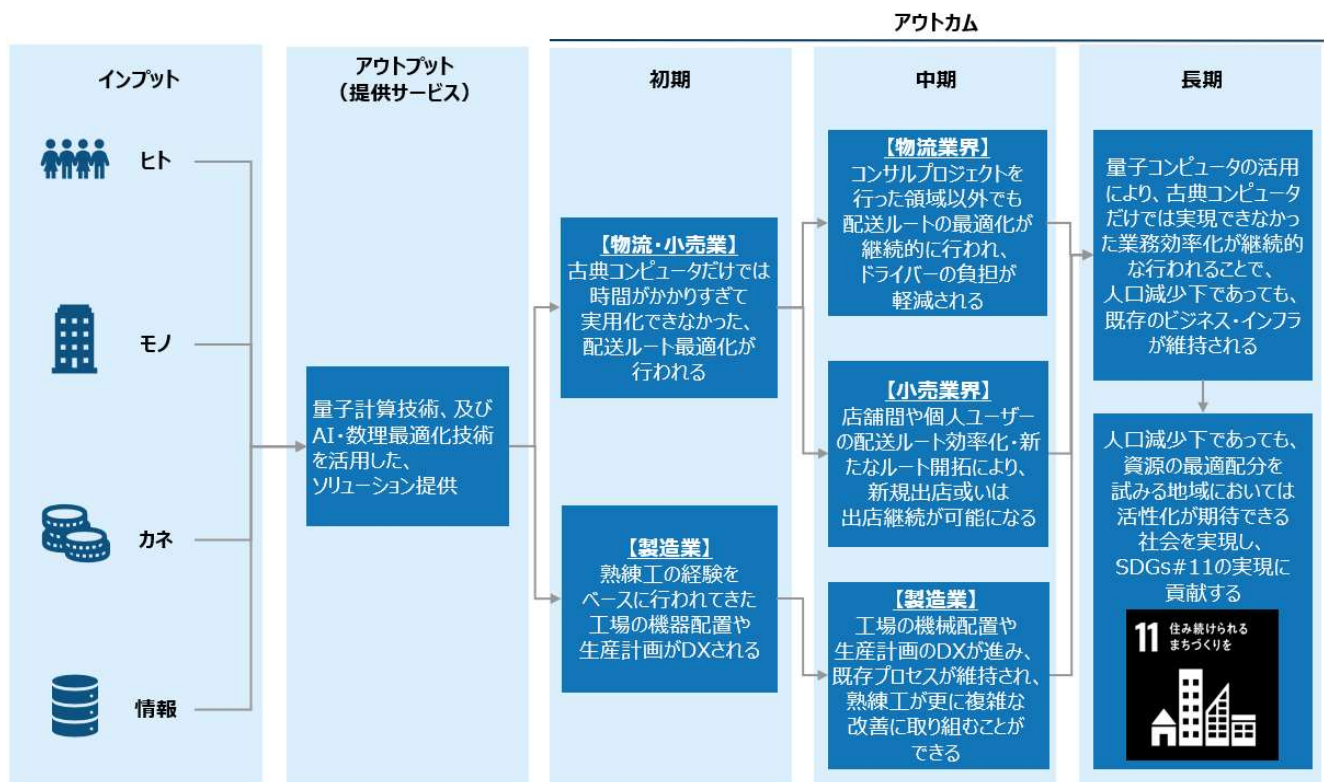 アウトカム
インプット
アウトプット
（提供サービス）
初期
中期
長期
ヒト
モノ
カネ
情報
量子計算技術、及び
AI・数理最適化技術
を活用した、
ソリューション提供
【物流・小売業】
古典コンピュータだけでは
時間がかかりすぎて
実用化できなかった、
配送ルート最適化が
行われる
【製造業】
熟練工の経験を
ベースに行われてきた
工場の機器配置や
生産計画がDXされる
【物流業界】
コンサルプロジェクトを
行った領域以外でも
配送ルートの最適化が
継続的に行われ、
ドライバーの負担が
軽減される
【小売業界】
店舗間や個人ユーザー
の配送ルート効率化・新
たなルート開拓により、
新規出店或いは
出店継続が可能になる
【製造業】
工場の機械配置や
生産計画のDXが進み、
既存プロセスが維持され、
熟練工が更に複雑な
改善に取り組むことが
できる
量子コンピュータの活用
により、古典コンピュータ
だけでは実現できなかっ
た業務効率化が継続的
な行われることで、
人口減少下であっても、
既存のビジネス・インフラ
が維持される
人口減少下であっても、
資源の最適配分を
試みる地域においては
活性化が期待できる
社会を実現し、
SDGs#11の実現に
貢献する
11 住み続けられる
まちづくりを